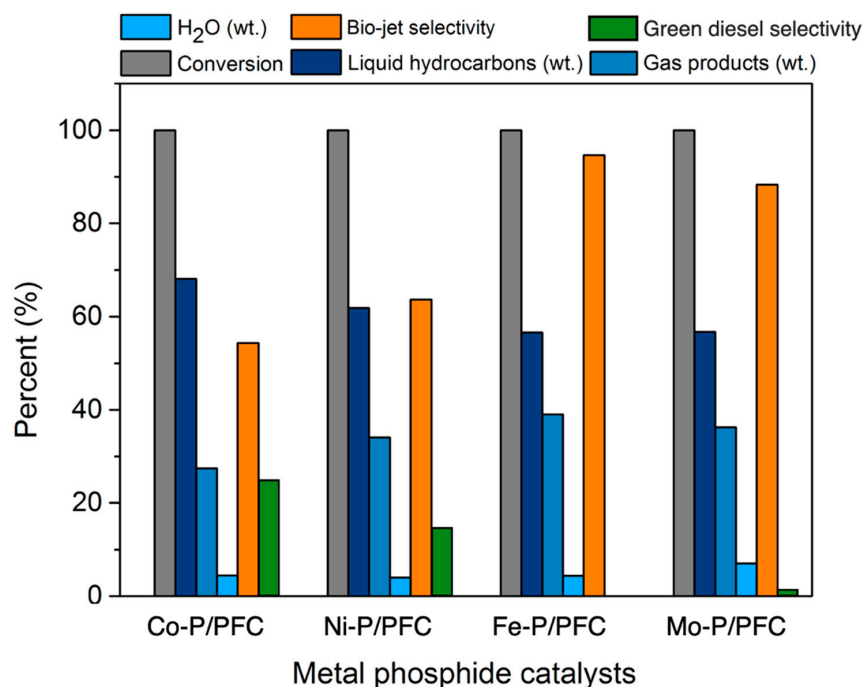 H2O (wt.) Bio-jet selectivity Green diesel selectivity
Conversion Liquid hydrocarbons (wt.) Gas products (wt.)
100
80
60
40
20
0
Percent (%)
Co-P/PFC Ni-P/PFC Fe-P/PFC Mo-P/PFC
Metal phosphide catalysts